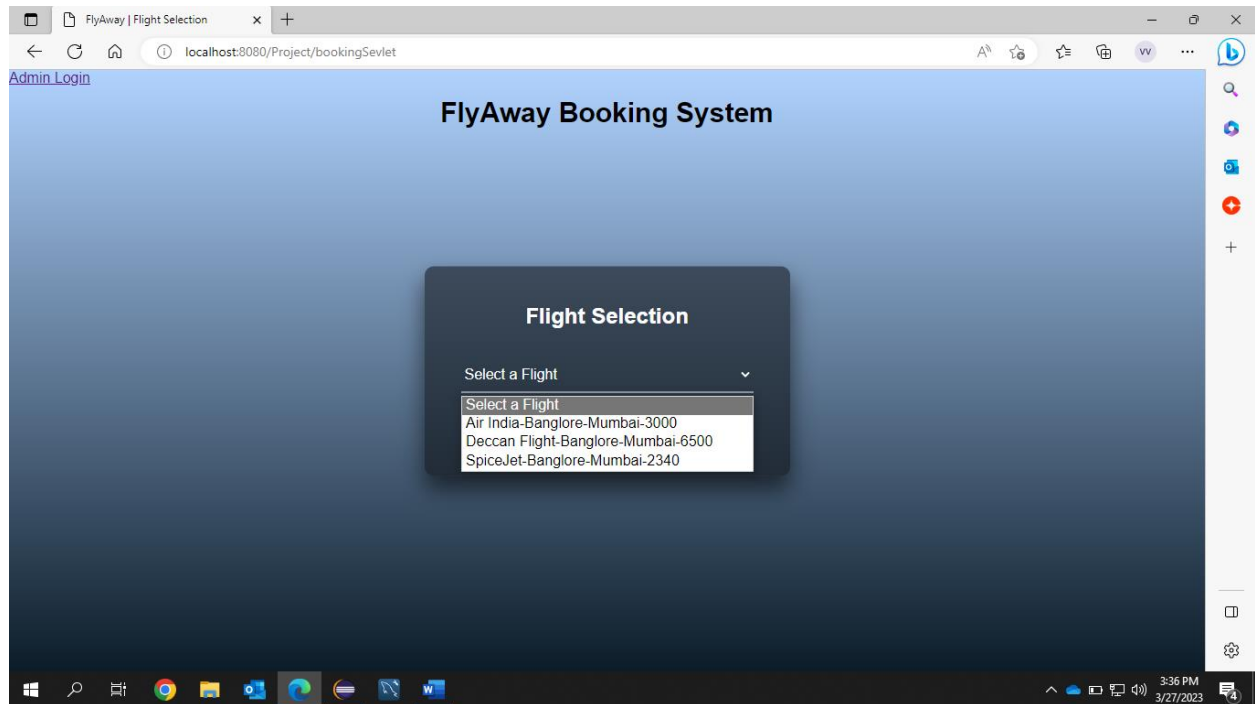 FlyAway | Flight Selection
localhost:8080/Project/bookingSevlet
VV
Admin Login
FlyAway Booking System
Flight Selection
Select a Flight
Select a Flight
Air India-Banglore-Mumbai-3000
Deccan Flight-Banglore-Mumbai-6500
SpiceJet-Banglore-Mumbai-2340
3:36 PM
3/27/2023
4